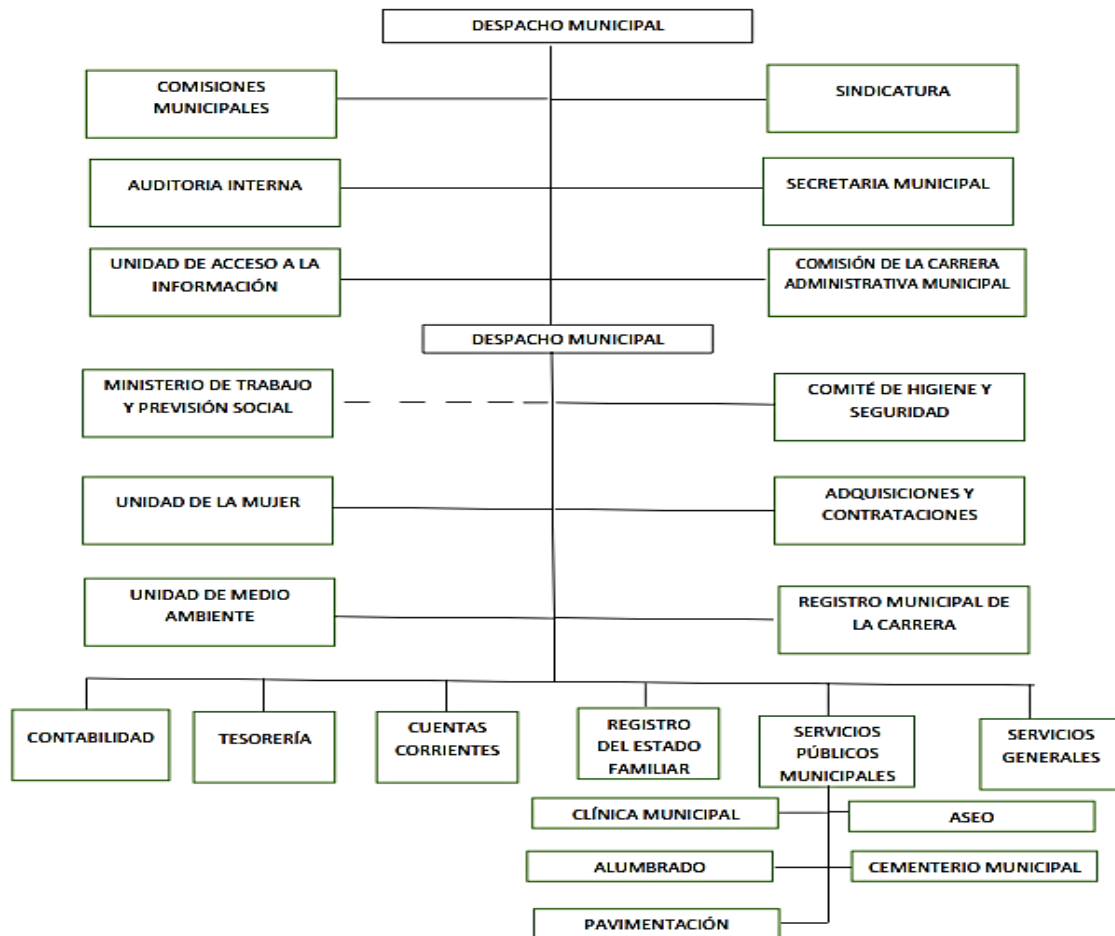 DESPACHO MUNICIPAL
COMISIONES
MUNICIPALES
SINDICATURA
AUDITORIA INTERNA
SECRETARIA MUNICIPAL
UNIDAD DE ACCESO A LA
INFORMACIÓN
COMISIÓN DE LA CARRERA
ADMINISTRATIVA MUNICIPAL
DESPACHO MUNICIPAL
MINISTERIO DE TRABAJO
Y PREVISIÓN SOCIAL
COMITÉ DE HIGIENE Y
SEGURIDAD
UNIDAD DE LA MUJER
ADQUISICIONES Y
CONTRATACIONES
UNIDAD DE MEDIO
AMBIENTE
REGISTRO MUNICIPAL DE
LA CARRERA
CONTABILIDAD
TESORERÍA
CUENTAS
CORRIENTES
REGISTRO
DEL ESTADO
FAMILIAR
SERVICIOS
PÚBLICOS
MUNICIPALES
SERVICIOS
GENERALES
CLÍNICA MUNICIPAL
ASEO
ALUMBRADO
CEMENTERIO MUNICIPAL
PAVIMENTACIÓN